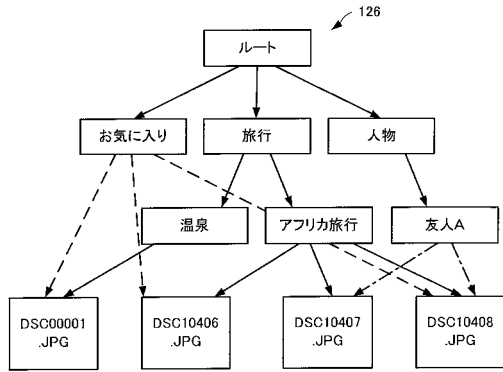 126
ルート
お気に入り
旅行
人物
温泉
アフリカ旅行
友人A
DSC00001
.JPG
DSC10406
.JPG
DSC10407
.JPG
DSC10408
.JPG